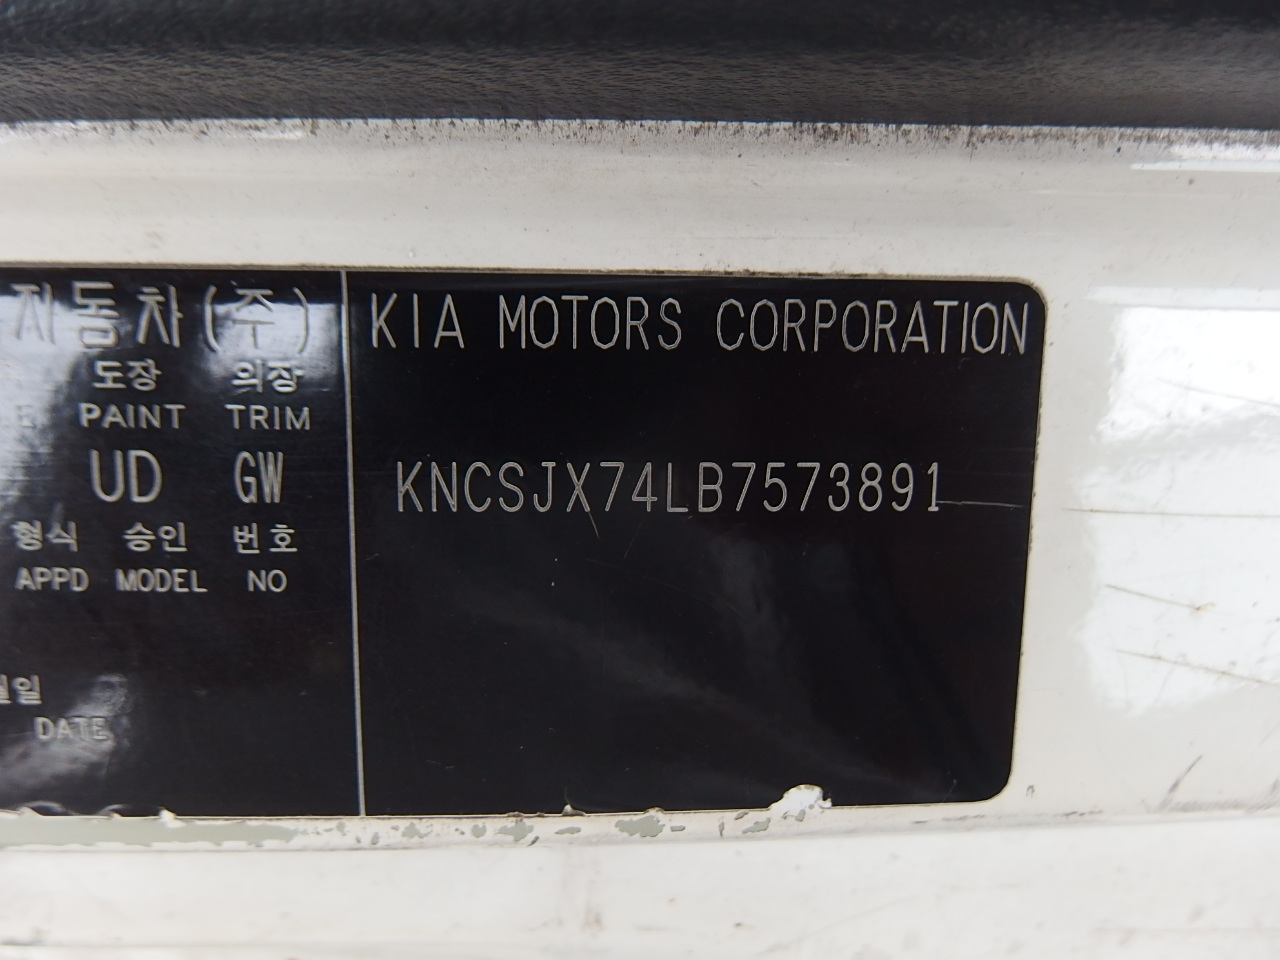 자동차(주) KIA MOTORS CORPORATION
도장 의장
PAINT TRIM
UD GW KNCSJX74LB7573891
형식 승인 번호
APPD MODEL NO
일
DATE